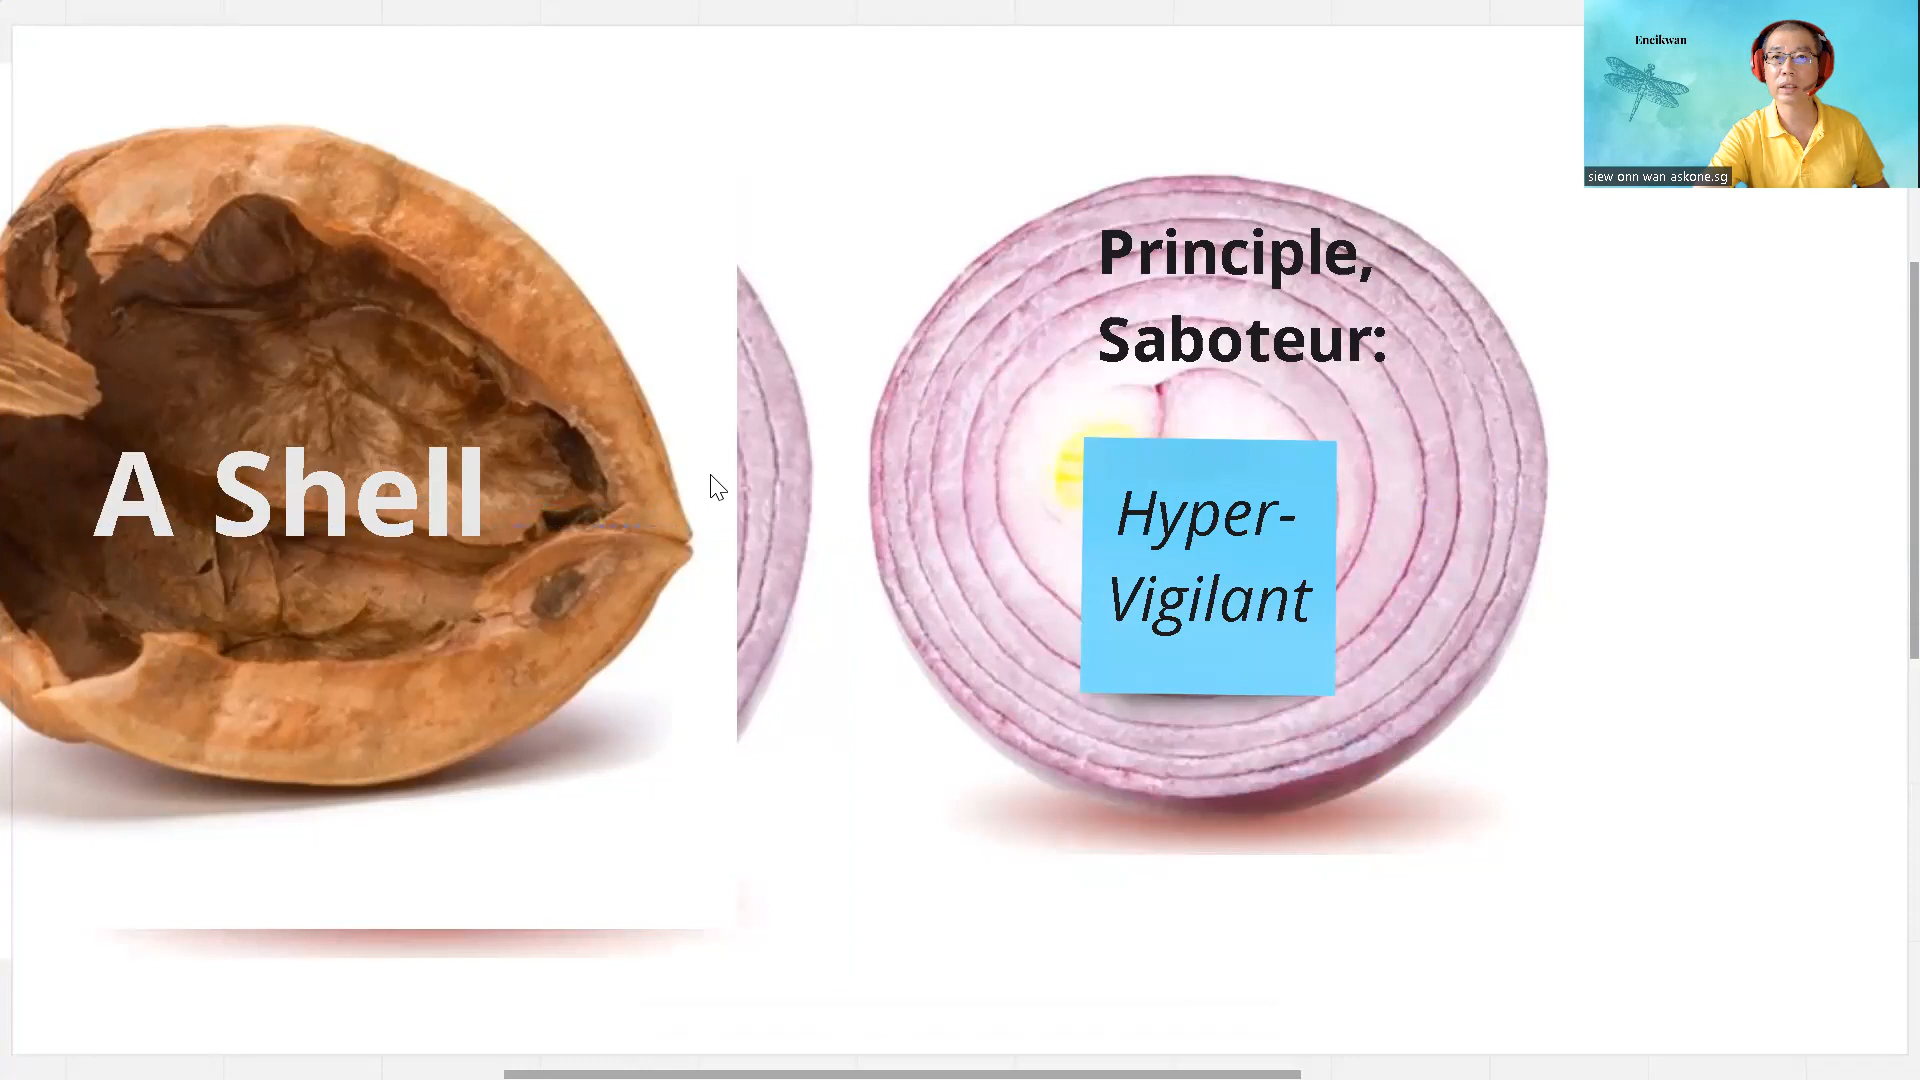 Encikwan
siew onn wan askone.sg
A Shell
Principle,
Saboteur:
Hyper-
Vigilant